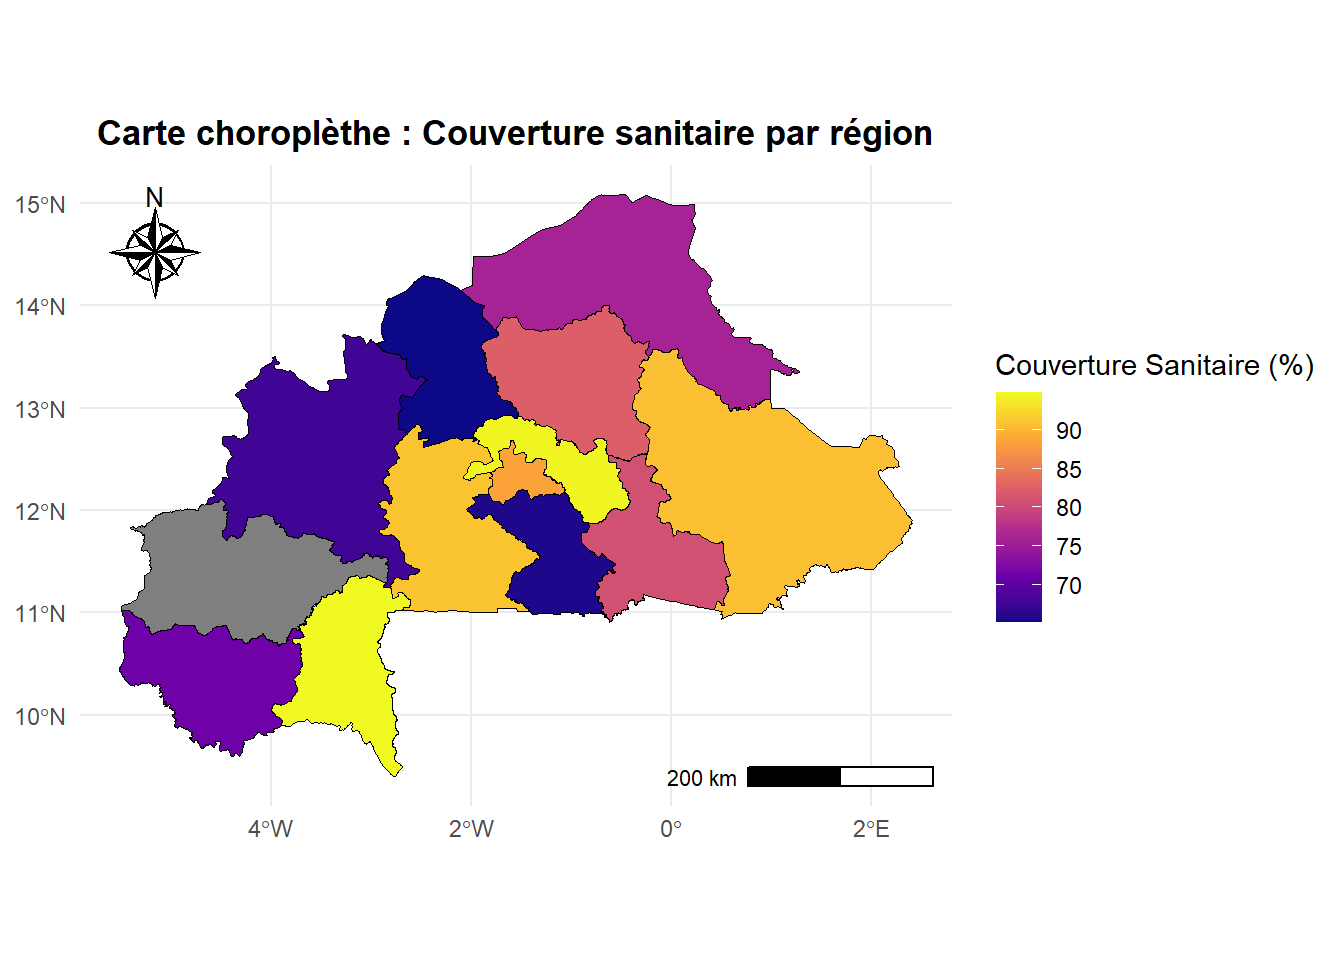 Carte choroplèthe : Couverture sanitaire par région
N
15°N
14°N
13°N
12°N
11°N
10°N
4°W
2°W
0°
2°E
200 km
Couverture Sanitaire (%)
90
85
80
75
70